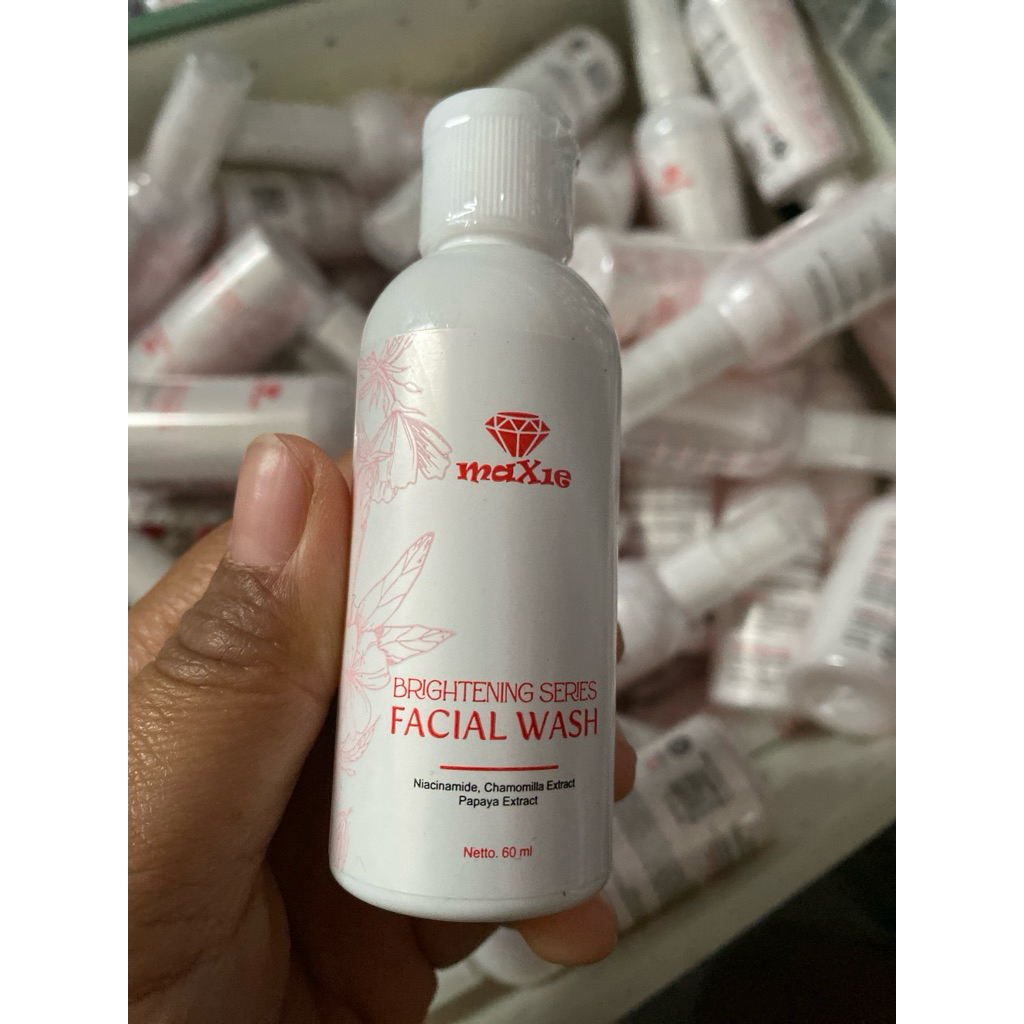 maxie
BRIGHTENING SERIES
FACIAL WASH
Niacinamide, Chamomilla Extract
Papaya Extract
Netto. 60 ml